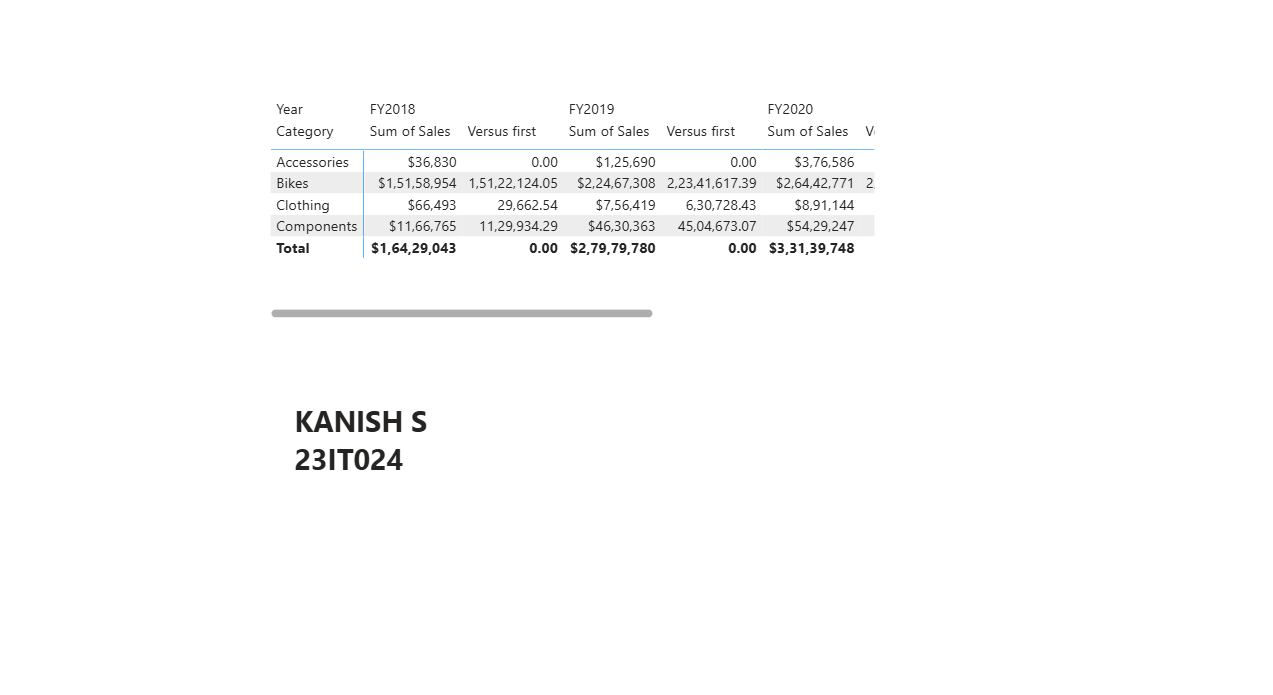 Year FY2018 FY2019 FY2020
Category Sum of Sales Versus first Sum of Sales Versus first Sum of Sales
Accessories $36,830 0.00 $1,25,690 0.00 $3,76,586
Bikes $1,51,58,954 1,51,22,124.05 $2,24,67,308 2,23,41,617.39 $2,64,42,771
Clothing $66,493 29,662.54 $7,56,419 6,30,728.43 $8,91,144
Components $11,66,765 11,29,934.29 $46,30,363 45,04,673.07 $54,29,247
Total $1,64,29,043 0.00 $2,79,79,780 0.00 $3,31,39,748
KANISH S
23IT024